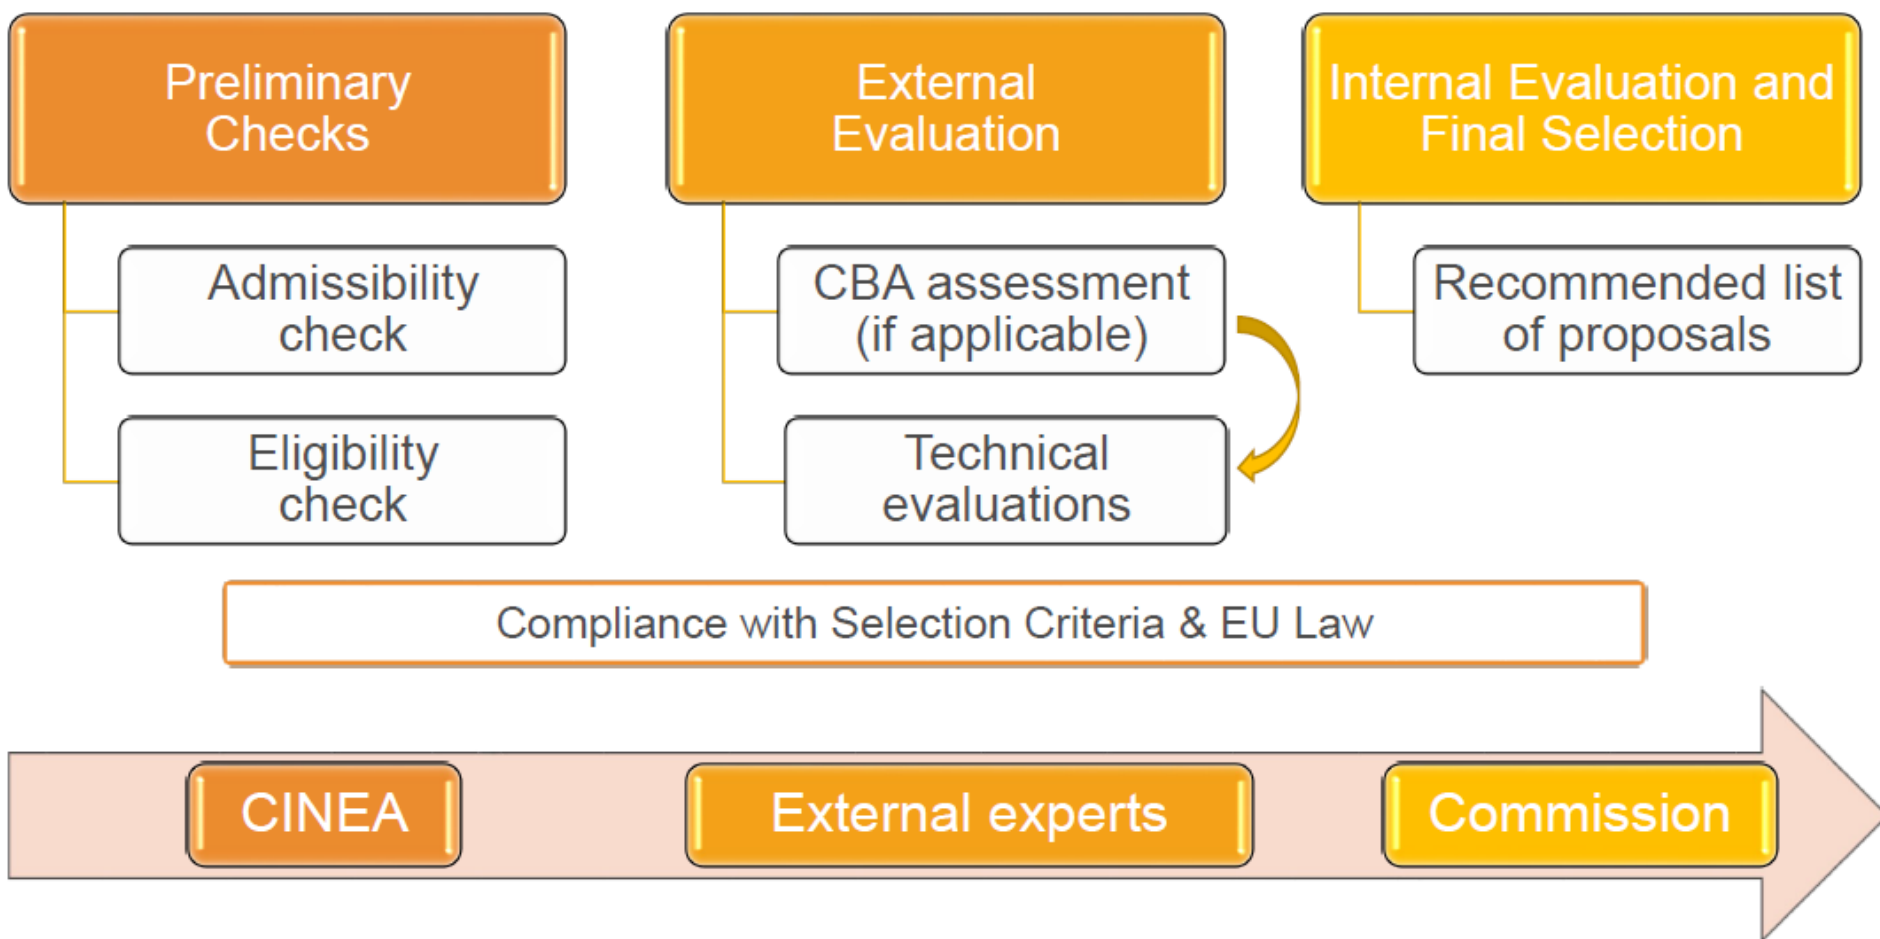 Preliminary
Checks
Admissibility
check
Eligibility
check
External
Evaluation
CBA assessment
(if applicable)
Technical
evaluations
Internal Evaluation and
Final Selection
Recommended list
of proposals
Compliance with Selection Criteria & EU Law
CINEA
External experts
Commission